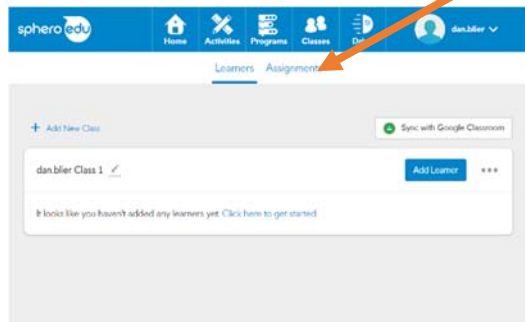 sphero edu
Home Activities Programs Classes dan.blier
Learners Assignments
+ Add New Class Sync with Google Classroom
dan.blier Class 1 Add Learner
It looks like you haven't added any learners yet. Click here to get started